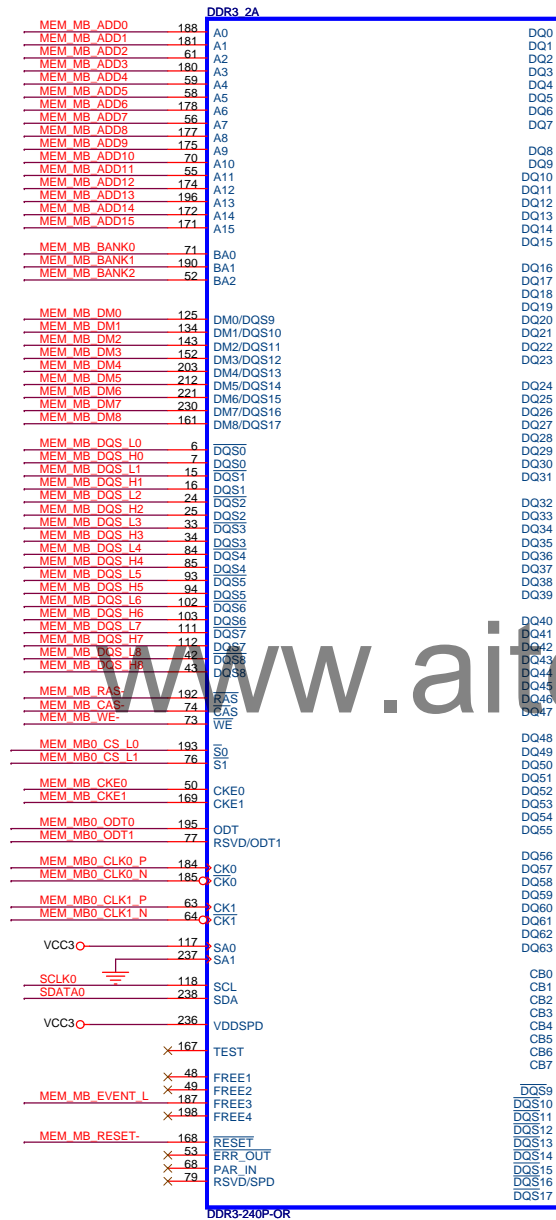 DDR3_2A
MEM_MB_ADD0 188 A0
MEM_MB_ADD1 181 A1
MEM_MB_ADD2 61 A2
MEM_MB_ADD3 180 A3
MEM_MB_ADD4 59 A4
MEM_MB_ADD5 58 A5
MEM_MB_ADD6 178 A6
MEM_MB_ADD7 56 A7
MEM_MB_ADD8 177 A8
MEM_MB_ADD9 175 A9
MEM_MB_ADD10 70 A10
MEM_MB_ADD11 55 A11
MEM_MB_ADD12 174 A12
MEM_MB_ADD13 196 A13
MEM_MB_ADD14 172 A14
MEM_MB_ADD15 171 A15
MEM_MB_BANK0 71 BA0
MEM_MB_BANK1 190 BA1
MEM_MB_BANK2 52 BA2
MEM_MB_DM0 125 DM0/DQS9
MEM_MB_DM1 134 DM1/DQS10
MEM_MB_DM2 143 DM2/DQS11
MEM_MB_DM3 152 DM3/DQS12
MEM_MB_DM4 203 DM4/DQS13
MEM_MB_DM5 212 DM5/DQS14
MEM_MB_DM6 221 DM6/DQS15
MEM_MB_DM7 230 DM7/DQS16
MEM_MB_DM8 161 DM8/DQS17
MEM_MB_DQS_L0 6 DQS0
MEM_MB_DQS_H0 7 DQS0
MEM_MB_DQS_L1 15 DQS1
MEM_MB_DQS_H1 16 DQS1
MEM_MB_DQS_L2 24 DQS2
MEM_MB_DQS_H2 25 DQS2
MEM_MB_DQS_L3 33 DQS3
MEM_MB_DQS_H3 34 DQS3
MEM_MB_DQS_L4 84 DQS4
MEM_MB_DQS_H4 85 DQS4
MEM_MB_DQS_L5 93 DQS5
MEM_MB_DQS_H5 94 DQS5
MEM_MB_DQS_L6 102 DQS6
MEM_MB_DQS_H6 103 DQS6
MEM_MB_DQS_L7 111 DQS7
MEM_MB_DQS_H7 112 DQS7
MEM_MB_DQS_L8 42 DQS8
MEM_MB_DQS_H8 43 DQS8
MEM_MB_RAS- 192 RAS
MEM_MB_CAS- 74 CAS
MEM_MB_WE- 73 WE
MEM_MB0_CS_L0 193 S0
MEM_MB0_CS_L1 76 S1
MEM_MB_CKE0 50 CKE0
MEM_MB_CKE1 169 CKE1
MEM_MB0_ODT0 195 ODT
MEM_MB0_ODT1 77 RSVD/ODT1
MEM_MB0_CLK0_P 184 CK0
MEM_MB0_CLK0_N 185 CK0
MEM_MB0_CLK1_P 63 CK1
MEM_MB0_CLK1_N 64 CK1
VCC3 117 SA0
237 SA1
SCLK0 118 SCL
SDATA0 238 SDA
VCC3 236 VDDSPD
167 TEST
48 FREE1
49 FREE2
MEM_MB_EVENT_L 187 FREE3
198 FREE4
MEM_MB_RESET- 168 RESET
53 ERR_OUT
68 PAR_IN
79 RSVD/SPD
DQ0
DQ1
DQ2
DQ3
DQ4
DQ5
DQ6
DQ7
DQ8
DQ9
DQ10
DQ11
DQ12
DQ13
DQ14
DQ15
DQ16
DQ17
DQ18
DQ19
DQ20
DQ21
DQ22
DQ23
DQ24
DQ25
DQ26
DQ27
DQ28
DQ29
DQ30
DQ31
DQ32
DQ33
DQ34
DQ35
DQ36
DQ37
DQ38
DQ39
DQ40
DQ41
DQ42
DQ43
DQ44
DQ45
DQ46
DQ47
DQ48
DQ49
DQ50
DQ51
DQ52
DQ53
DQ54
DQ55
DQ56
DQ57
DQ58
DQ59
DQ60
DQ61
DQ62
DQ63
CB0
CB1
CB2
CB3
CB4
CB5
CB6
CB7
DQS9
DQS10
DQS11
DQS12
DQS13
DQS14
DQS15
DQS16
DQS17
DDR3-240P-OR